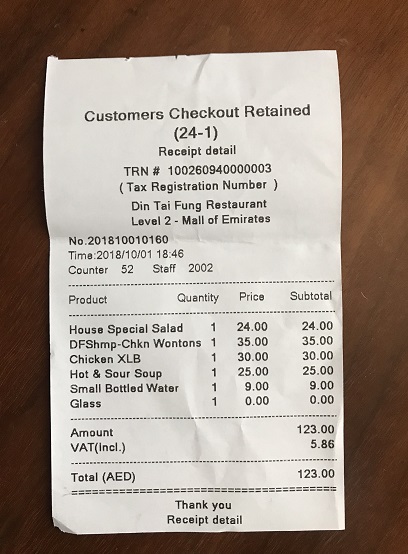 Customers Checkout Retained
(24-1)
Receipt detail
TRN # 100260940000003
( Tax Registration Number )
Din Tai Fung Restaurant
Level 2 - Mall of Emirates
No.201810010160
Time:2018/10/01 18:46
Counter 52 Staff 2002
Product Quantity Price Subtotal
House Special Salad 1 24.00 24.00
DFShmp-Chkn Wontons 1 35.00 35.00
Chicken XLB 1 30.00 30.00
Hot & Sour Soup 1 25.00 25.00
Small Bottled Water 1 9.00 9.00
Glass 1 0.00 0.00
Amount 123.00
VAT(Incl.) 5.86
Total (AED) 123.00
Thank you
Receipt detail